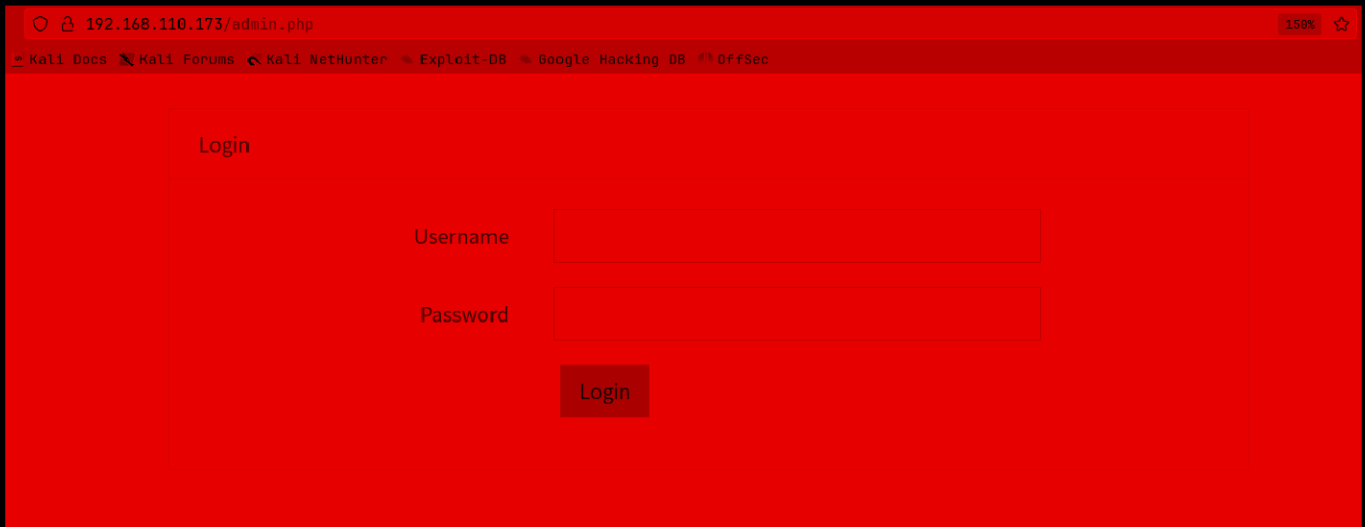 192.168.110.173/admin.php 150%
Kali Docs Kali Forums Kali NetHunter Exploit-DB Google Hacking DB OffSec
Login
Username
Password
Login